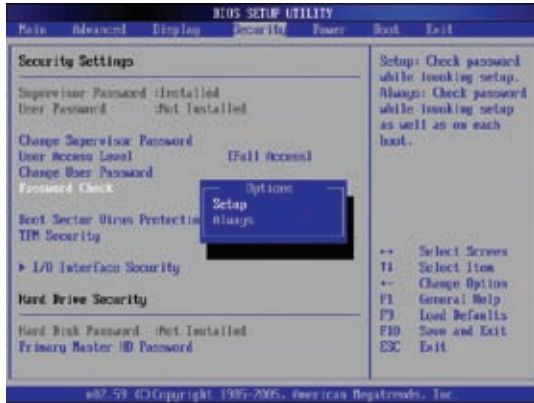 BIOS SETUP UTILITY
Main Advanced Display Security Power Boot Exit
Security Settings
Supervisor Password :Installed
User Password :Not Installed
Change Supervisor Password
User Access Level [Full Access]
Change User Password
Password Check
Boot Sector Virus Protectio
TPM Security
I/O Interface Security
Hard Drive Security
Hard Disk Password :Not Installed
Primary Master HD Password
Options
Setup
Always
Setup: Check password
while invoking setup.
Always: Check password
while invoking setup
as well as on each
boot.
↔ Select Screen
↑↓ Select Item
+- Change Option
F1 General Help
F9 Load Defaults
F10 Save and Exit
ESC Exit
v02.59 (C)Copyright 1985-2005, American Megatrends, Inc.